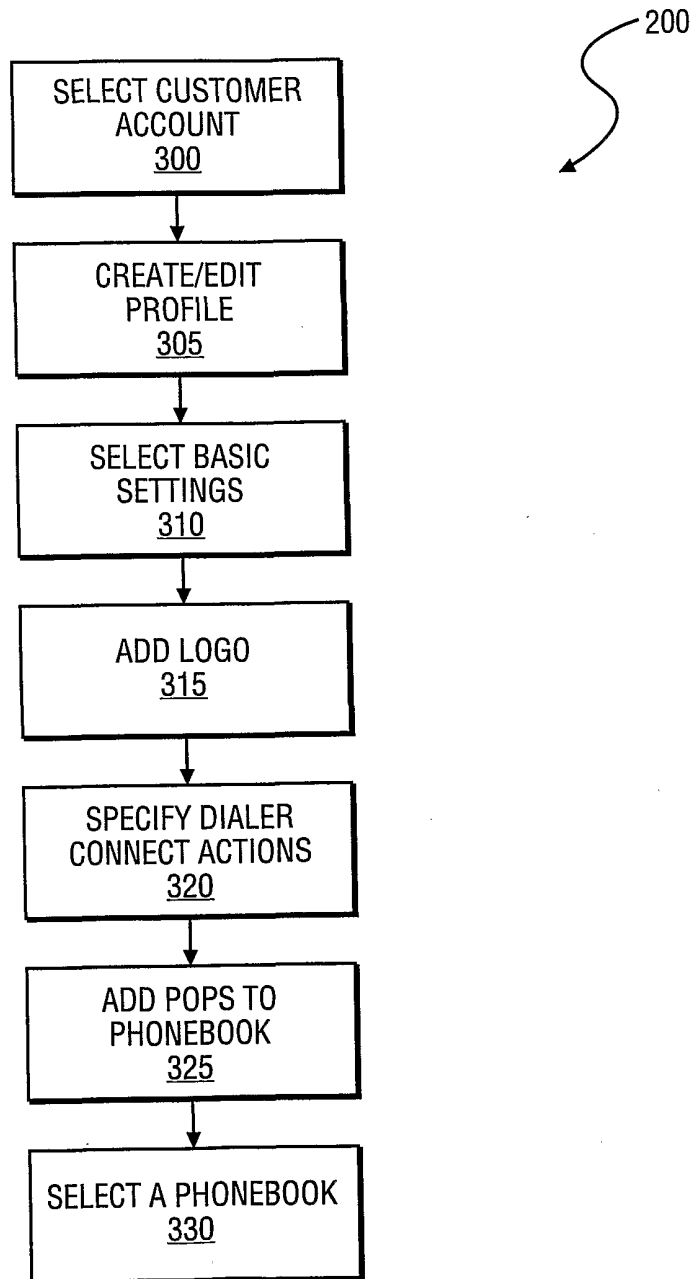 200
SELECT CUSTOMER
ACCOUNT
300
CREATE/EDIT
PROFILE
305
SELECT BASIC
SETTINGS
310
ADD LOGO
315
SPECIFY DIALER
CONNECT ACTIONS
320
ADD POPS TO
PHONEBOOK
325
SELECT A PHONEBOOK
330